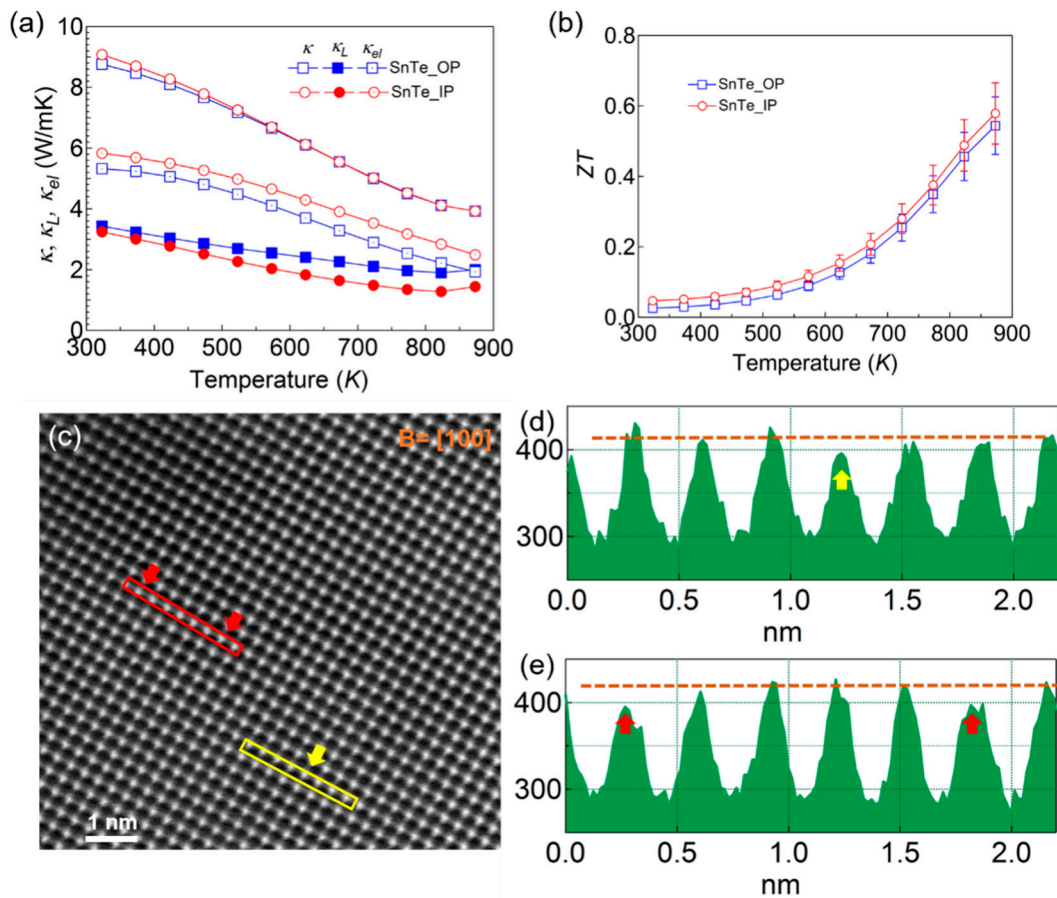 (a)
10
8
6
4
2
0
κ, κL, κel (W/mK)
κ κL κel
SnTe_OP
SnTe_IP
300 400 500 600 700 800 900
Temperature (K)
(b)
0.8
0.6
0.4
0.2
0.0
ZT
SnTe_OP
SnTe_IP
300 400 500 600 700 800 900
Temperature (K)
(c)
B= [100]
1 nm
(d)
400
300
0.0 0.5 1.0 1.5 2.0
nm
(e)
400
300
0.0 0.5 1.0 1.5 2.0
nm